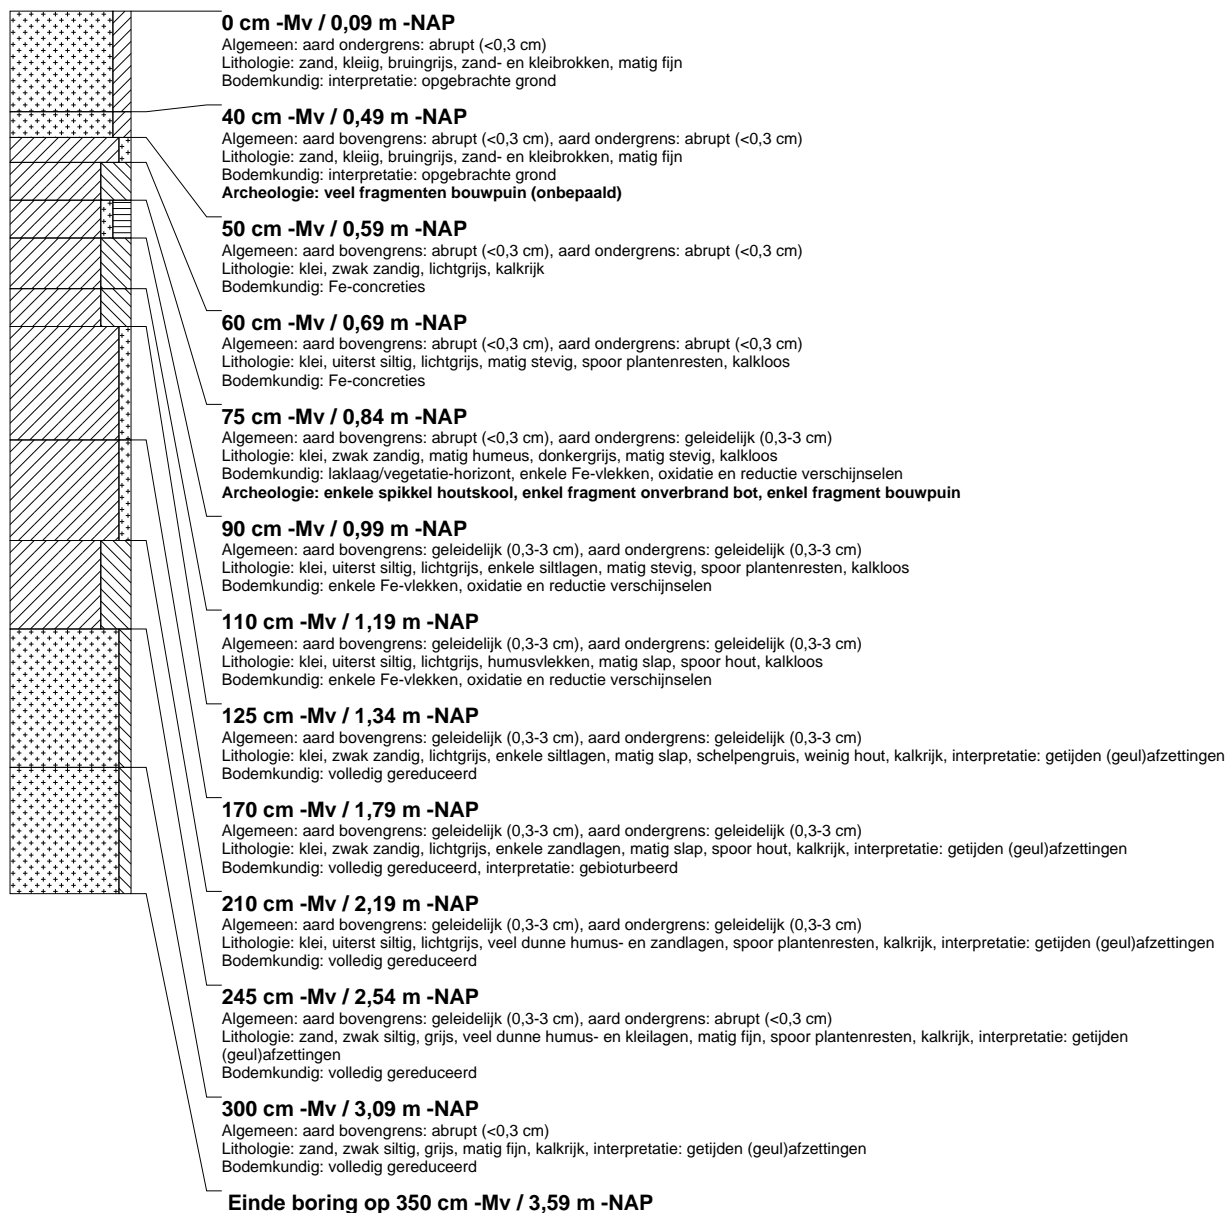 0 cm -Mv / 0,09 m -NAP
Algemeen: aard ondergrens: abrupt (<0,3 cm)
Lithologie: zand, kleiig, bruingrijs, zand- en kleibrokken, matig fijn
Bodemkundig: interpretatie: opgebrachte grond
40 cm -Mv / 0,49 m -NAP
Algemeen: aard bovengrens: abrupt (<0,3 cm), aard ondergrens: abrupt (<0,3 cm)
Lithologie: zand, kleiig, bruingrijs, zand- en kleibrokken, matig fijn
Bodemkundig: interpretatie: opgebrachte grond
Archeologie: veel fragmenten bouwpuin (onbepaald)
50 cm -Mv / 0,59 m -NAP
Algemeen: aard bovengrens: abrupt (<0,3 cm), aard ondergrens: abrupt (<0,3 cm)
Lithologie: klei, zwak zandig, lichtgrijs, kalkrijk
Bodemkundig: Fe-concreties
60 cm -Mv / 0,69 m -NAP
Algemeen: aard bovengrens: abrupt (<0,3 cm), aard ondergrens: abrupt (<0,3 cm)
Lithologie: klei, uiterst siltig, lichtgrijs, matig stevig, spoor plantenresten, kalkloos
Bodemkundig: Fe-concreties
75 cm -Mv / 0,84 m -NAP
Algemeen: aard bovengrens: abrupt (<0,3 cm), aard ondergrens: geleidelijk (0,3-3 cm)
Lithologie: klei, zwak zandig, matig humeus, donkergrijs, matig stevig, kalkloos
Bodemkundig: laklaag/vegetatie-horizont, enkele Fe-vlekken, oxidatie en reductie verschijnselen
Archeologie: enkele spikkel houtskool, enkel fragment onverbrand bot, enkel fragment bouwpuin
90 cm -Mv / 0,99 m -NAP
Algemeen: aard bovengrens: geleidelijk (0,3-3 cm), aard ondergrens: geleidelijk (0,3-3 cm)
Lithologie: klei, uiterst siltig, lichtgrijs, enkele siltlagen, matig stevig, spoor plantenresten, kalkloos
Bodemkundig: enkele Fe-vlekken, oxidatie en reductie verschijnselen
110 cm -Mv / 1,19 m -NAP
Algemeen: aard bovengrens: geleidelijk (0,3-3 cm), aard ondergrens: geleidelijk (0,3-3 cm)
Lithologie: klei, uiterst siltig, lichtgrijs, humusvlekken, matig slap, spoor hout, kalkloos
Bodemkundig: enkele Fe-vlekken, oxidatie en reductie verschijnselen
125 cm -Mv / 1,34 m -NAP
Algemeen: aard bovengrens: geleidelijk (0,3-3 cm), aard ondergrens: geleidelijk (0,3-3 cm)
Lithologie: klei, zwak zandig, lichtgrijs, enkele siltlagen, matig slap, schelpengruis, weinig hout, kalkrijk, interpretatie: getijden (geul)afzettingen
Bodemkundig: volledig gereduceerd
170 cm -Mv / 1,79 m -NAP
Algemeen: aard bovengrens: geleidelijk (0,3-3 cm), aard ondergrens: geleidelijk (0,3-3 cm)
Lithologie: klei, zwak zandig, lichtgrijs, enkele zandlagen, matig slap, spoor hout, kalkrijk, interpretatie: getijden (geul)afzettingen
Bodemkundig: volledig gereduceerd, interpretatie: gebioturbeerd
210 cm -Mv / 2,19 m -NAP
Algemeen: aard bovengrens: geleidelijk (0,3-3 cm), aard ondergrens: geleidelijk (0,3-3 cm)
Lithologie: klei, uiterst siltig, lichtgrijs, veel dunne humus- en zandlagen, spoor plantenresten, kalkrijk, interpretatie: getijden (geul)afzettingen
Bodemkundig: volledig gereduceerd
245 cm -Mv / 2,54 m -NAP
Algemeen: aard bovengrens: geleidelijk (0,3-3 cm), aard ondergrens: abrupt (<0,3 cm)
Lithologie: zand, zwak siltig, grijs, veel dunne humus- en kleilagen, matig fijn, spoor plantenresten, kalkrijk, interpretatie: getijden
(geul)afzettingen
Bodemkundig: volledig gereduceerd
300 cm -Mv / 3,09 m -NAP
Algemeen: aard bovengrens: abrupt (<0,3 cm)
Lithologie: zand, zwak siltig, grijs, matig fijn, kalkrijk, interpretatie: getijden (geul)afzettingen
Bodemkundig: volledig gereduceerd
Einde boring op 350 cm -Mv / 3,59 m -NAP